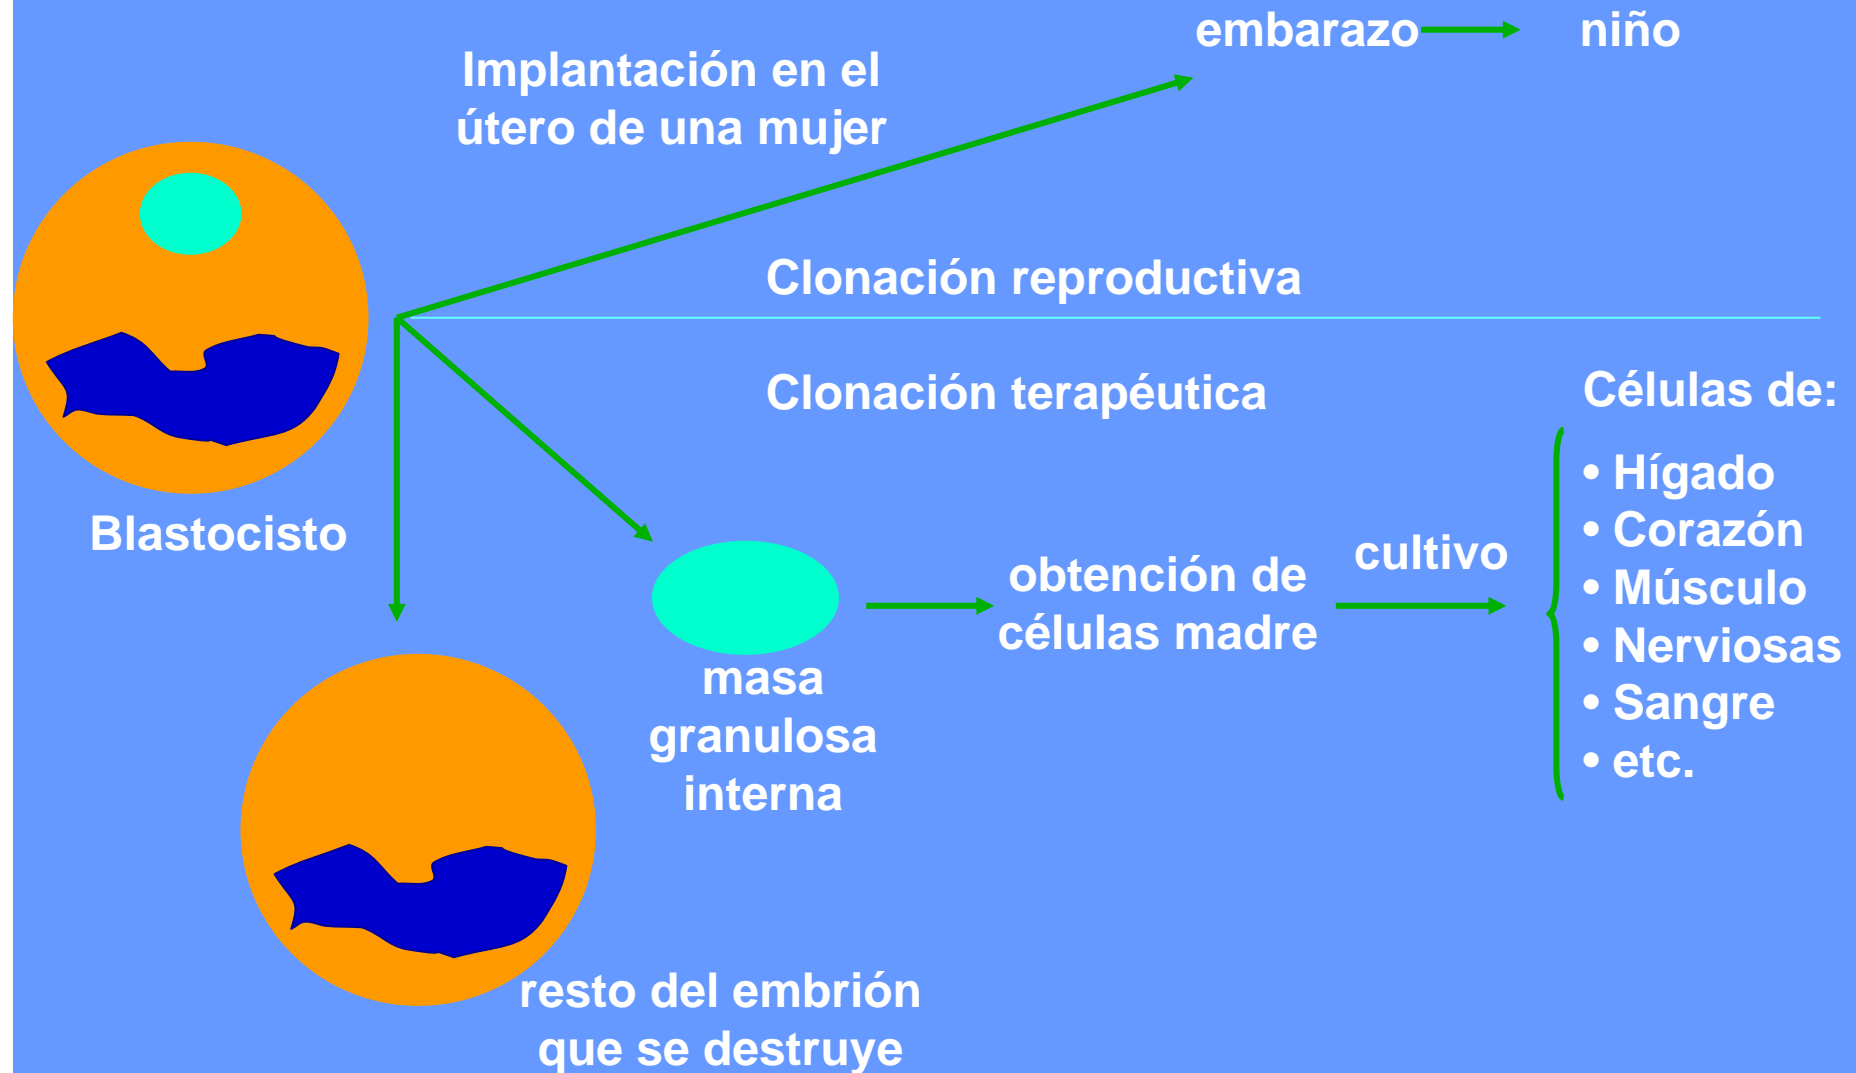 embarazo
niño
Implantación en el
útero de una mujer
Clonación reproductiva
Clonación terapéutica
Blastocisto
masa
granulosa
interna
obtención de
células madre
cultivo
Células de:
• Hígado
• Corazón
• Músculo
• Nerviosas
• Sangre
• etc.
resto del embrión
que se destruye